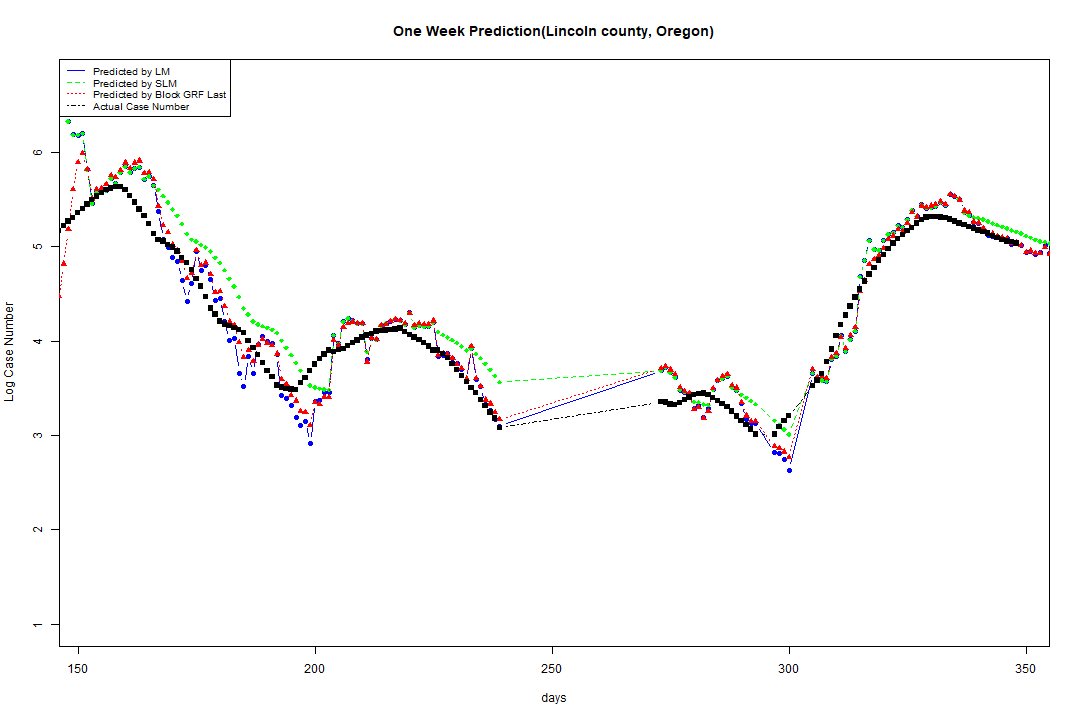 One Week Prediction(Lincoln county, Oregon)
Predicted by LM
Predicted by SLM
Predicted by Block GRF Last
Actual Case Number
6
5
4
3
2
1
Log Case Number
150 200 250 300 350
days